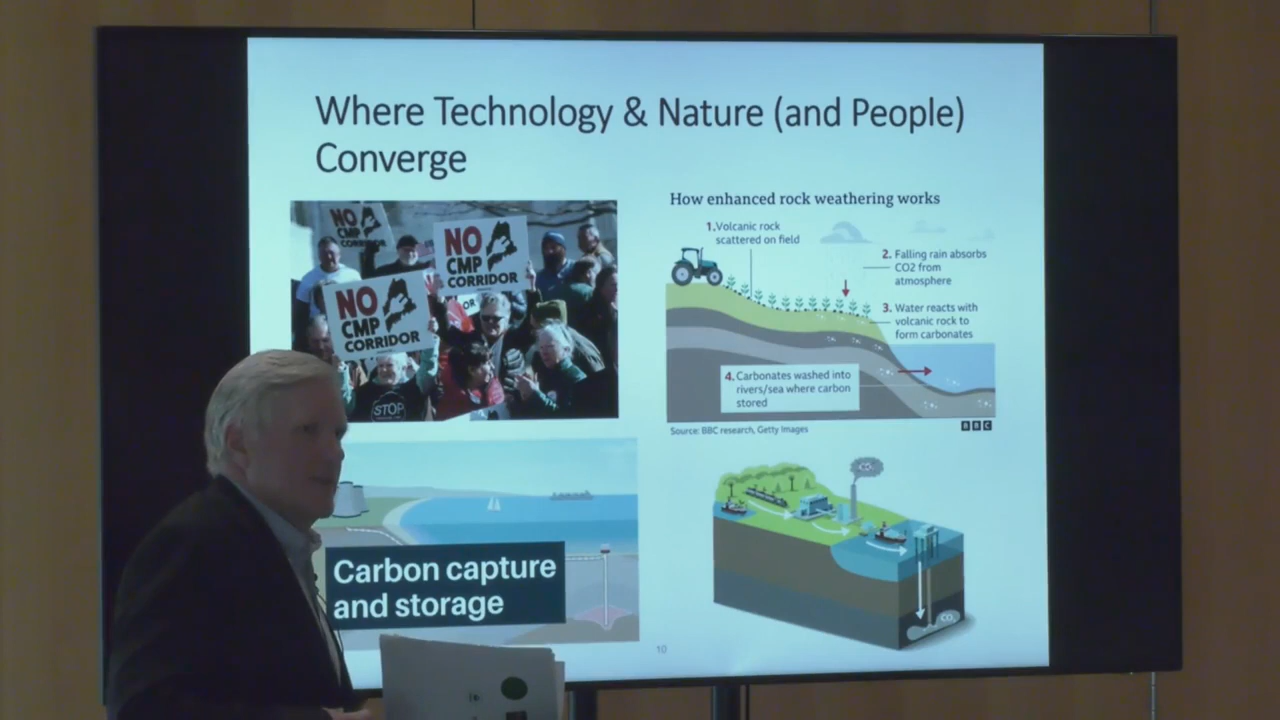 Where Technology & Nature (and People)
Converge
NO
CMP
CORRIDOR
NO
CMP
CORRIDOR
NO
CMP
CORRIDOR
OR
STOP
How enhanced rock weathering works
1. Volcanic rock
scattered on field
2. Falling rain absorbs
CO2 from
atmosphere
3. Water reacts with
volcanic rock to
form carbonates
4. Carbonates washed into
rivers/sea where carbon
stored
Source: BBC research, Getty Images
BBC
Carbon capture
and storage
CO₂
CO₂
10